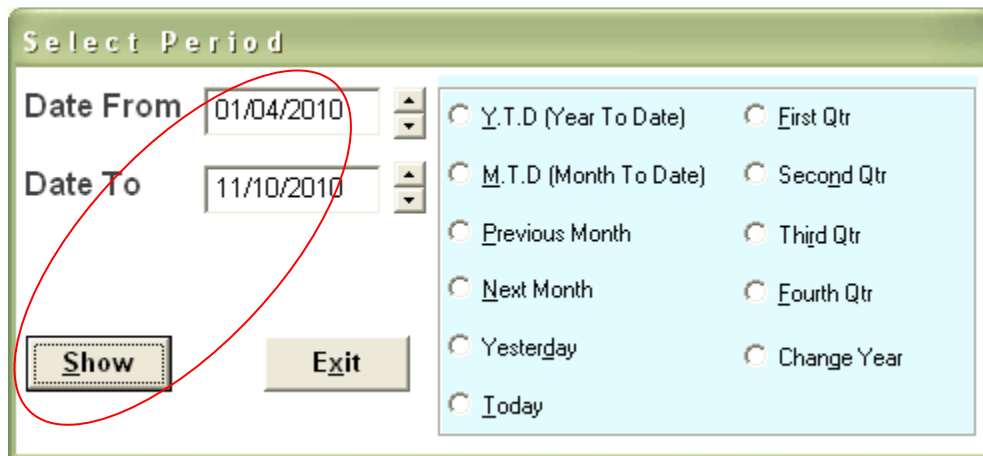 Select Period
Date From 01/04/2010
Date To 11/10/2010
Show Exit
Y.T.D (Year To Date)
M.T.D (Month To Date)
Previous Month
Next Month
Yesterday
Today
First Qtr
Second Qtr
Third Qtr
Fourth Qtr
Change Year